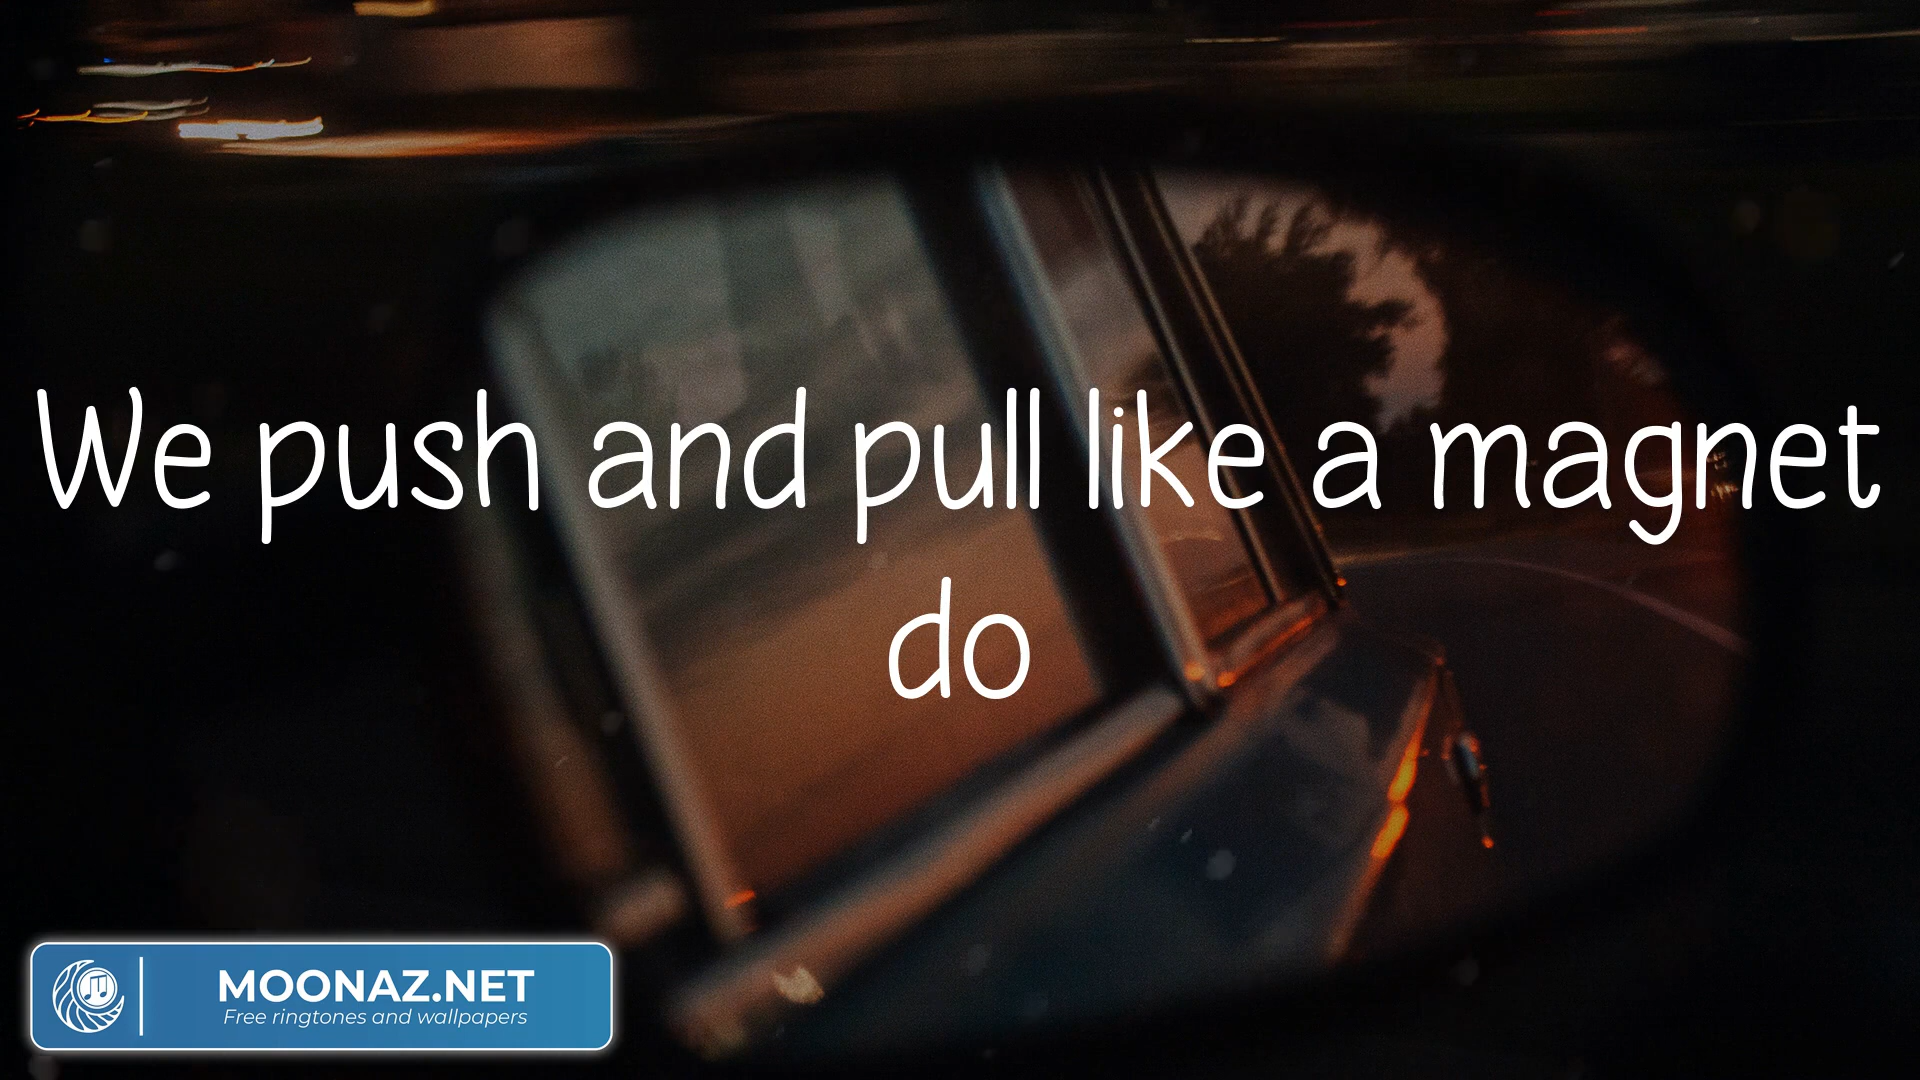 We push and pull like a magnet
do
MOONAZ.NET
Free ringtones and wallpapers